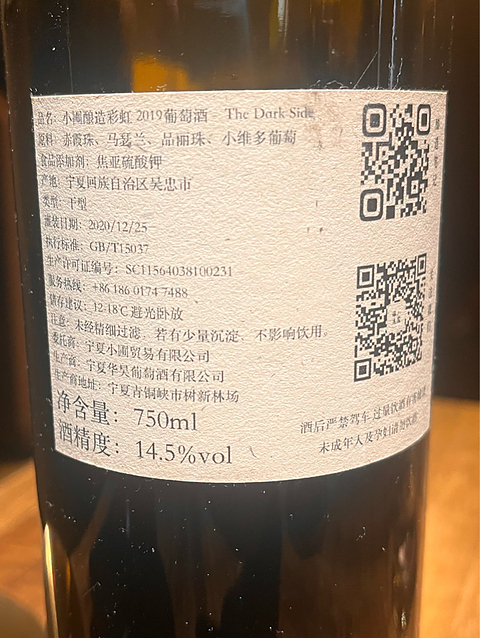 品名: 小圃酿造彩虹 2019葡萄酒 - The Dark Side
原料: 赤霞珠、马瑟兰、品丽珠、小维多葡萄
食品添加剂: 焦亚硫酸钾
产地: 宁夏回族自治区吴忠市
类型: 干型
灌装日期: 2020/12/25
执行标准: GB/T15037
生产许可证编号: SC11564038100231
服务热线: +86 186 0174 7488
储存建议: 12-18℃ 避光卧放
注意: 未经精细过滤, 若有少量沉淀, 不影响饮用。
委托商: 宁夏小圃贸易有限公司
生产商: 宁夏华昊葡萄酒有限公司
生产商地址: 宁夏青铜峡市树新林场
净含量: 750ml
酒精度: 14.5%vol
酒后严禁驾车 过量饮酒有害健康
未成年人及孕妇请勿饮酒